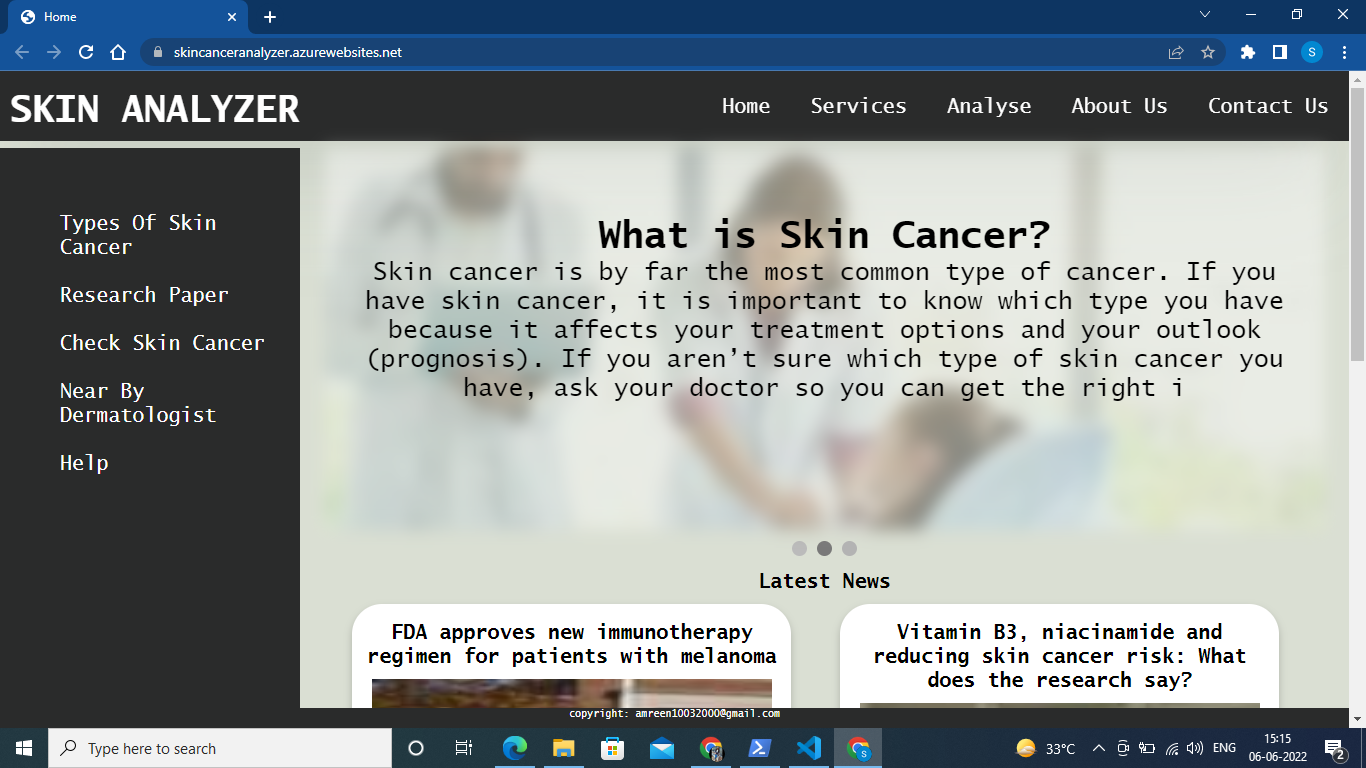 Home
skincanceranalyzer.azurewebsites.net
S
SKIN ANALYZER
Home Services Analyse About Us Contact Us
Types Of Skin
Cancer
Research Paper
Check Skin Cancer
Near By
Dermatologist
Help
What is Skin Cancer?
Skin cancer is by far the most common type of cancer. If you
have skin cancer, it is important to know which type you have
because it affects your treatment options and your outlook
(prognosis). If you aren’t sure which type of skin cancer you
have, ask your doctor so you can get the right i
Latest News
FDA approves new immunotherapy
regimen for patients with melanoma
Vitamin B3, niacinamide and
reducing skin cancer risk: What
does the research say?
copyright: amreen10032000@gmail.com
Type here to search
33°C
ENG
15:15
06-06-2022
2